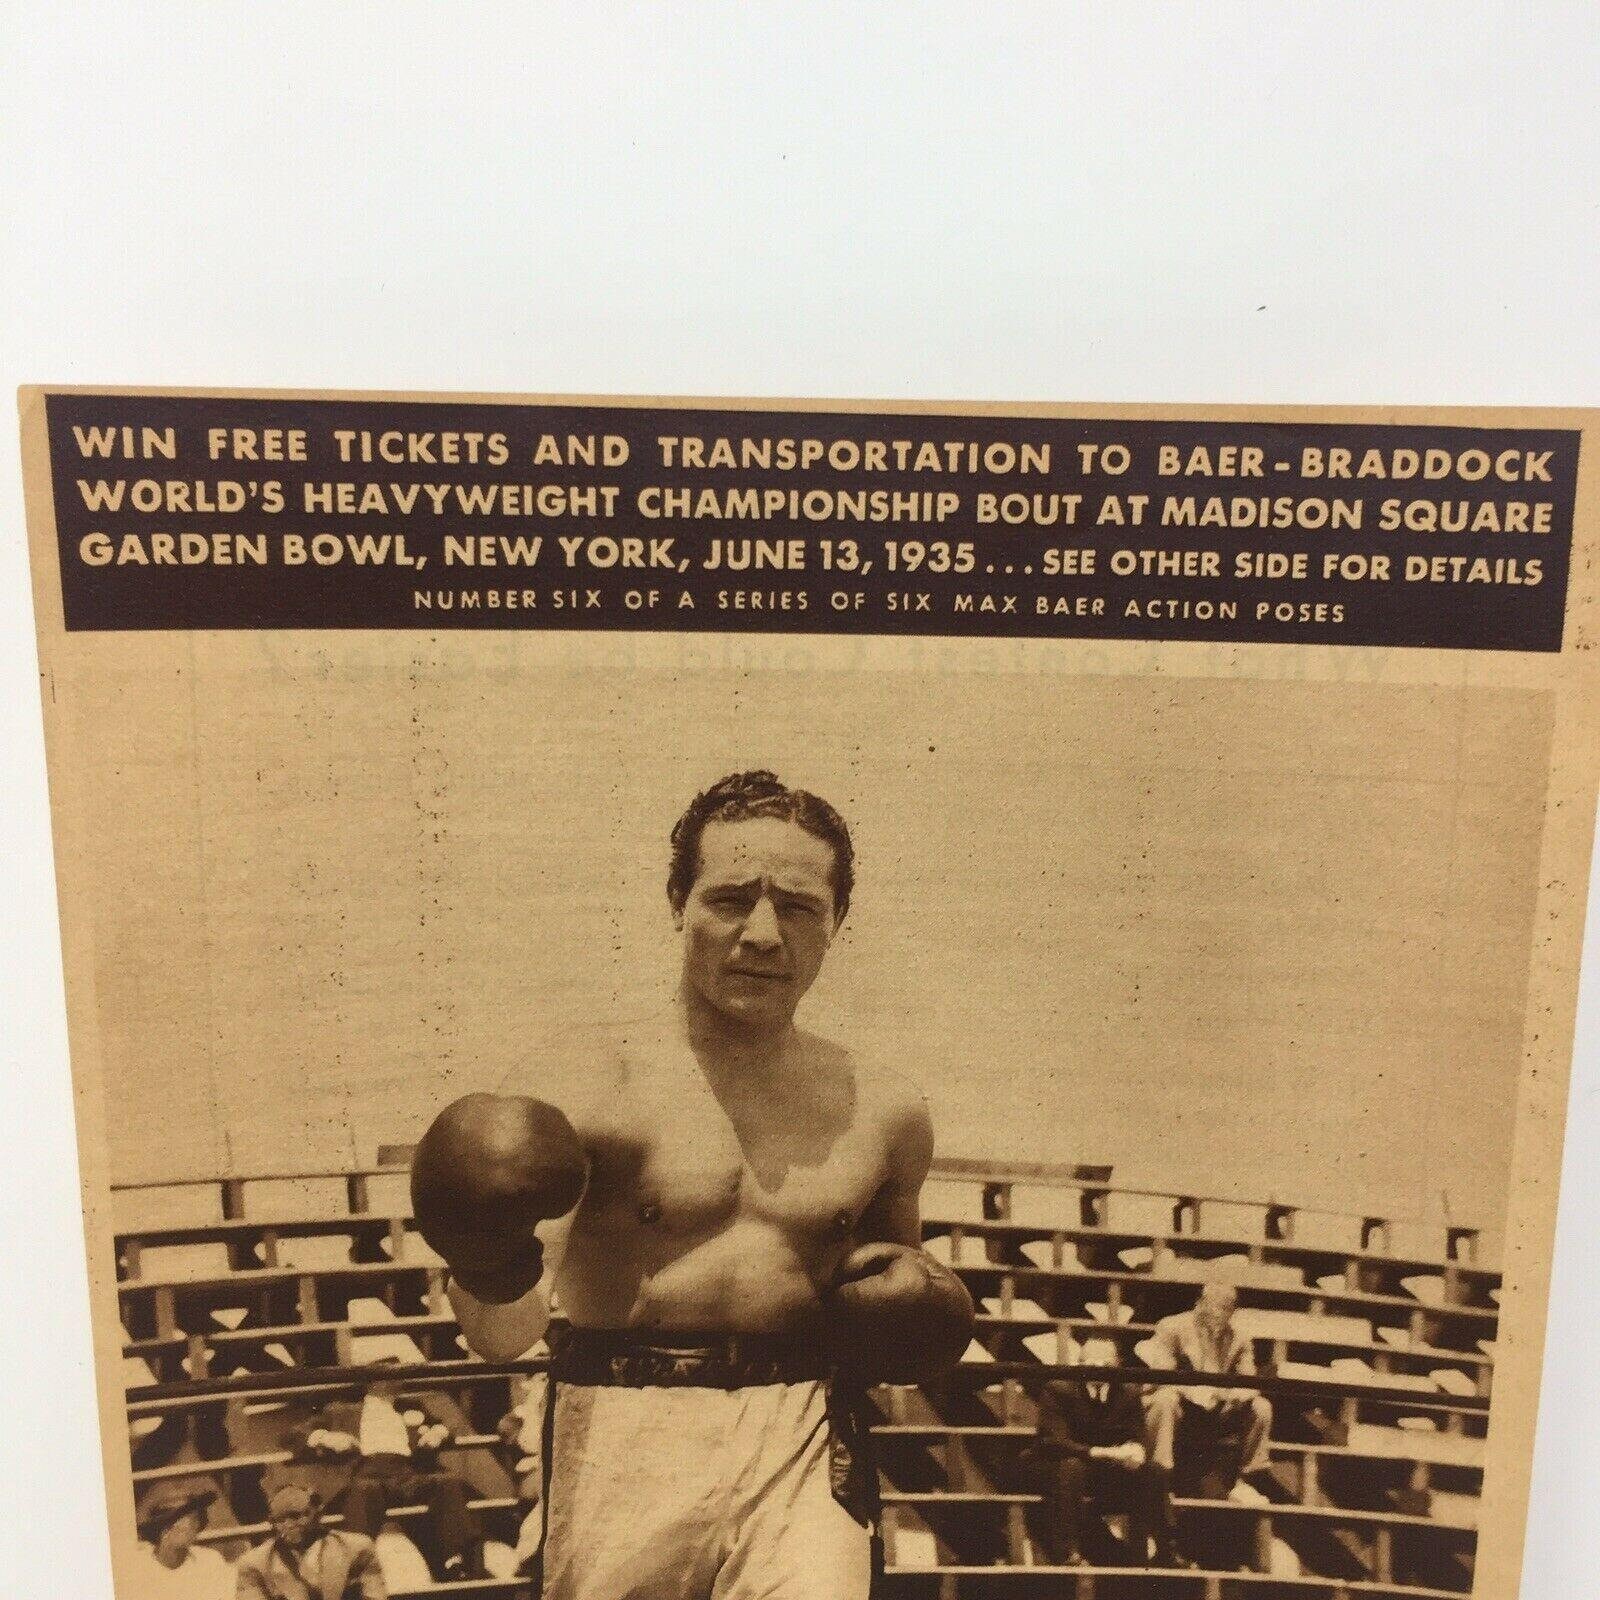 WIN FREE TICKETS AND TRANSPORTATION TO BAER-BRADDOCK
WORLD'S HEAVYWEIGHT CHAMPIONSHIP BOUT AT MADISON SQUARE
GARDEN BOWL, NEW YORK, JUNE 13, 1935... SEE OTHER SIDE FOR DETAILS
NUMBER SIX OF A SERIES OF SIX MAX BAER ACTION POSES